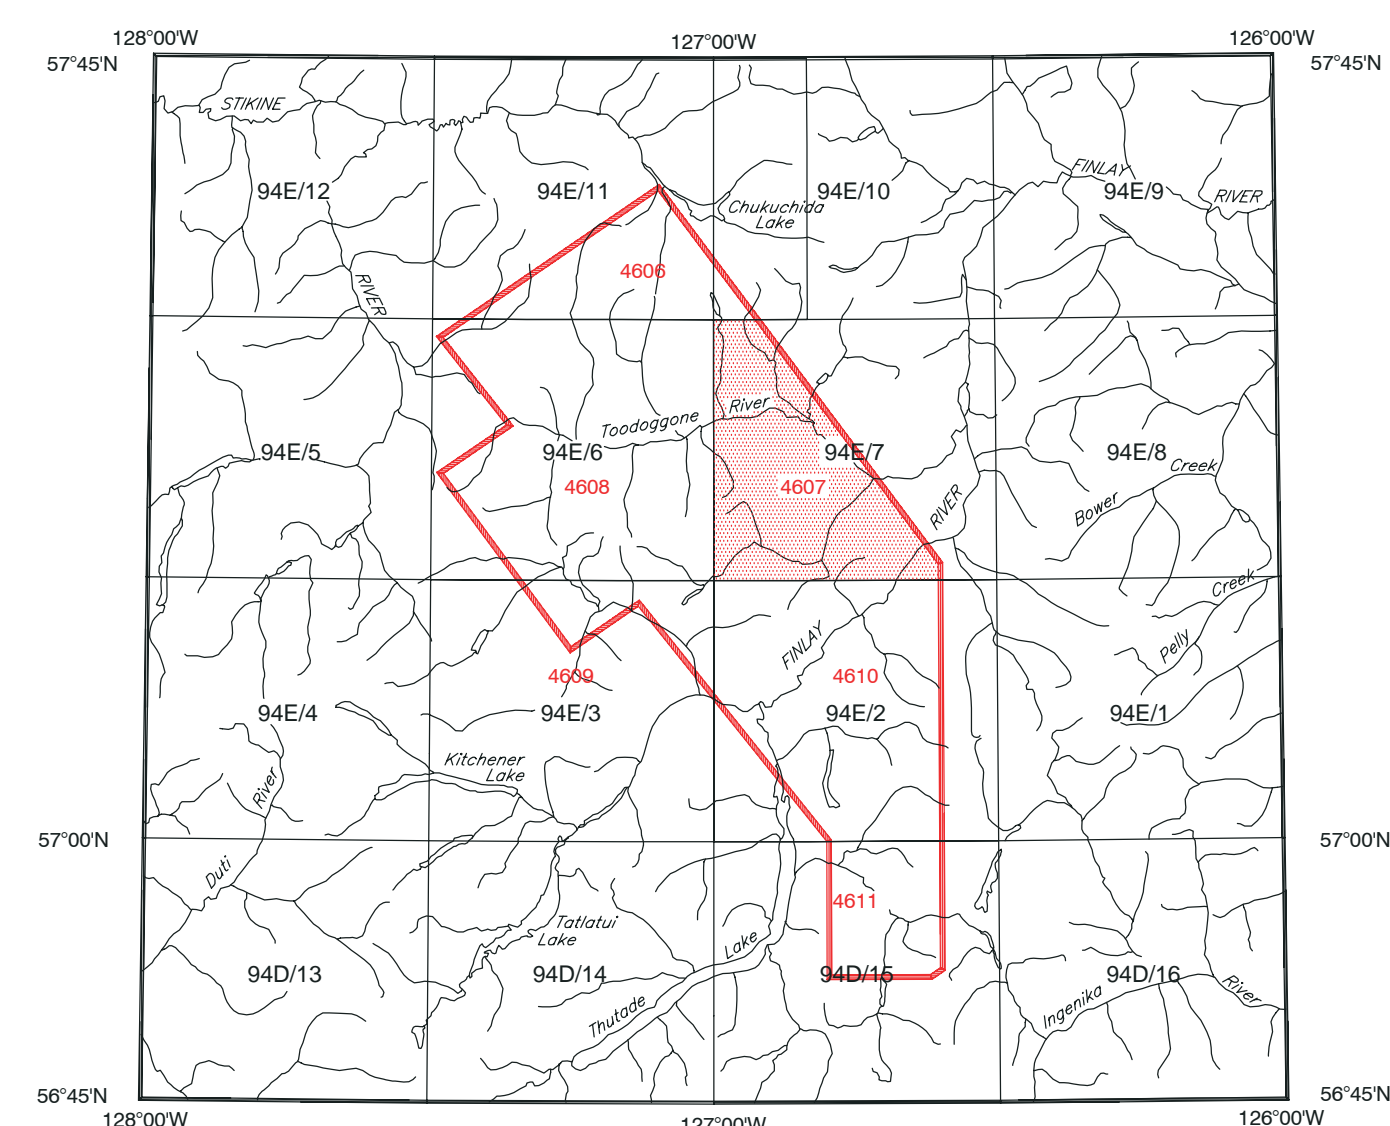 128°00'W
127°00'W
126°00'W
57°45'N
57°45'N
STIKINE
FINLAY
94E/12
94E/11
94E/10
94E/9
RIVER
Chukuchida
Lake
4606
RIVER
River
Toodoggone
94E/5
94E/6
94E/7
94E/8
Creek
4608
4607
Bower
RIVER
Creek
FINLAY
Pelly
4609
4610
94E/4
94E/3
94E/2
94E/1
Kitchener
Lake
River
57°00'N
57°00'N
Duti
4611
Tatlatui
Lake
Lake
94D/13
94D/14
94D/15
94D/16
Thutade
Ingenika
River
56°45'N
56°45'N
128°00'W
127°00'W
126°00'W